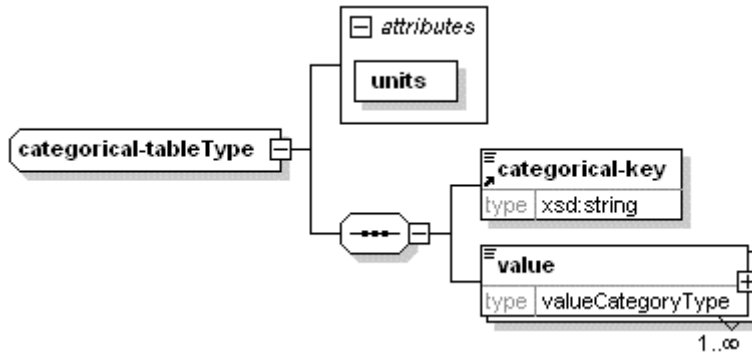 attributes
units
categorical-tableType
categorical-key
type xsd:string
value
type valueCategoryType
1..∞